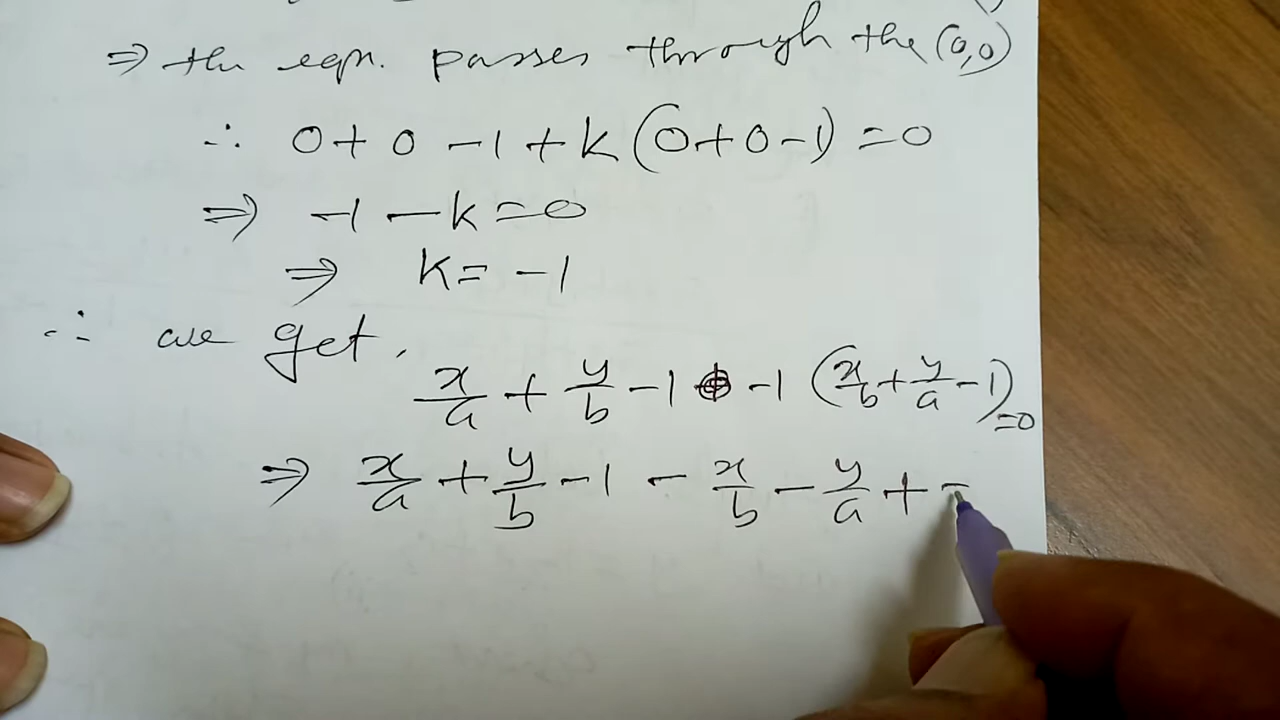 ⇒ the eqn. passes through the (0,0)
∴ 0 + 0 - 1 + k (0 + 0 - 1) = 0
⇒ -1 - k = 0
⇒ k = -1
∴ we get,
x/a + y/b - 1 - 1 (x/b + y/a - 1) = 0
⇒ x/a + y/b - 1 - x/b - y/a +